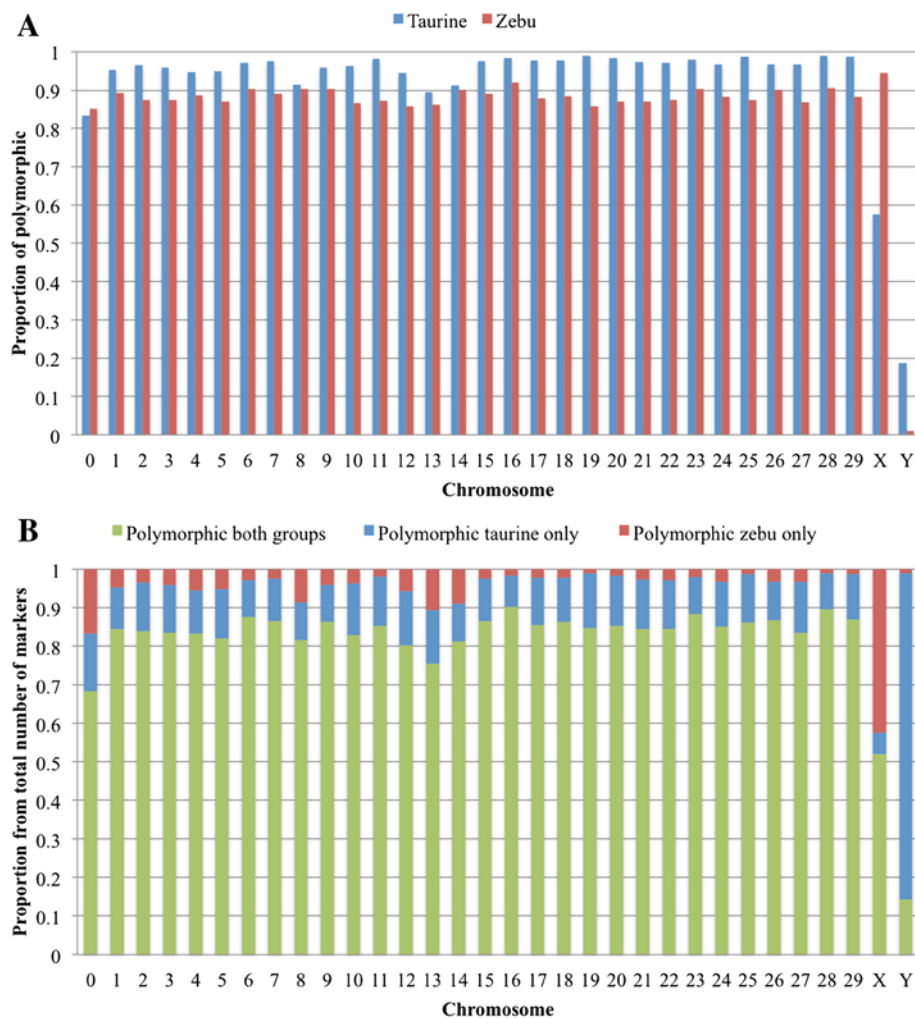 A
Taurine Zebu
Proportion of polymorphic
1
0.9
0.8
0.7
0.6
0.5
0.4
0.3
0.2
0.1
0
0 1 2 3 4 5 6 7 8 9 10 11 12 13 14 15 16 17 18 19 20 21 22 23 24 25 26 27 28 29 X Y
Chromosome
B
Polymorphic both groups Polymorphic taurine only Polymorphic zebu only
Proportion from total number of markers
1
0.9
0.8
0.7
0.6
0.5
0.4
0.3
0.2
0.1
0
0 1 2 3 4 5 6 7 8 9 10 11 12 13 14 15 16 17 18 19 20 21 22 23 24 25 26 27 28 29 X Y
Chromosome